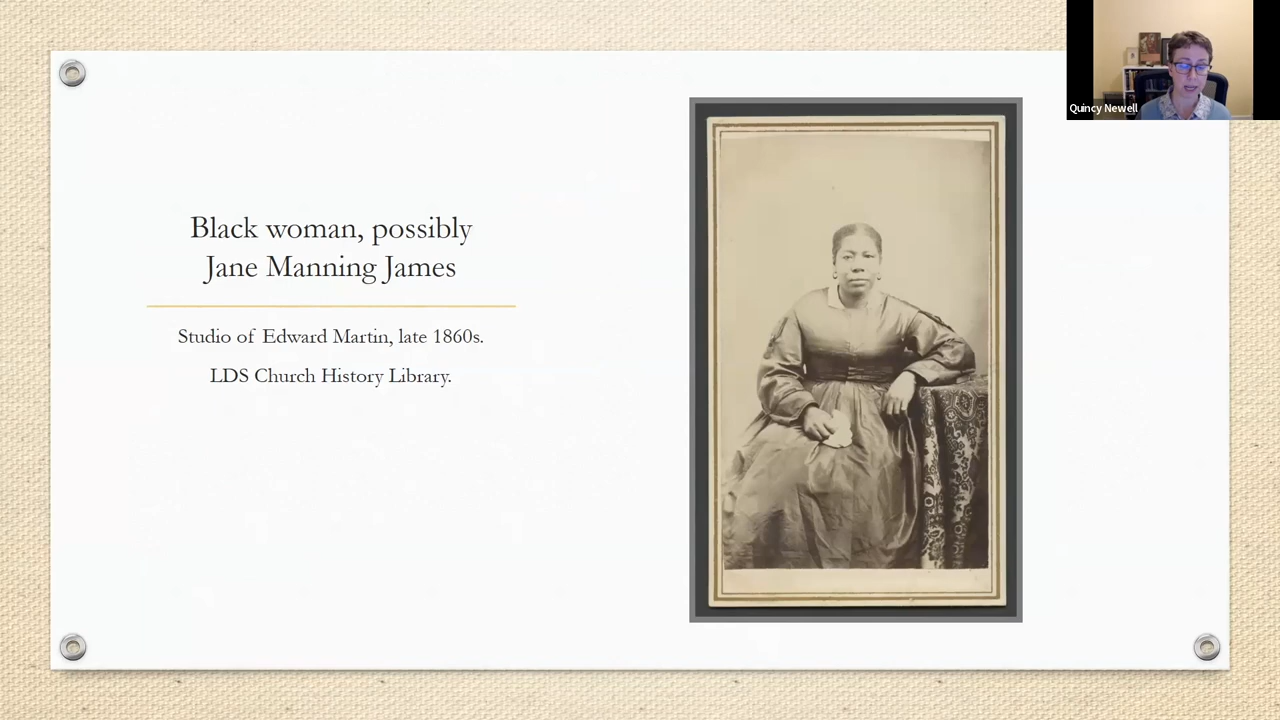 Quincy Newell
Black woman, possibly
Jane Manning James
Studio of Edward Martin, late 1860s.
LDS Church History Library.